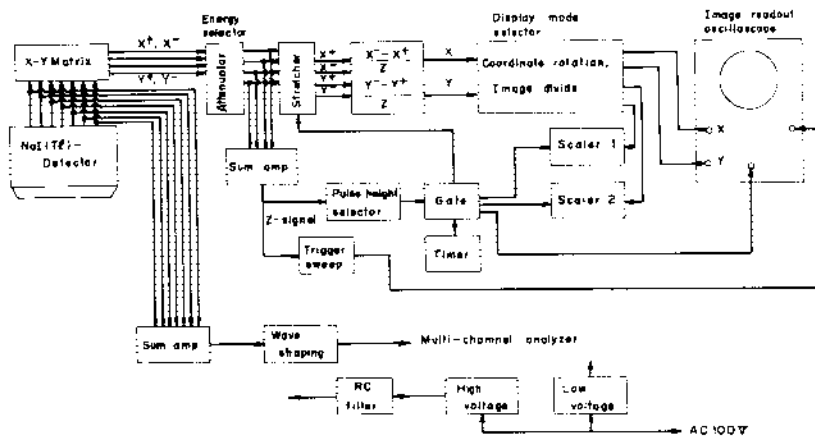 Energy
selector
Display mode
selector
Image readout
oscilloscope
X-Y Matrix
X⁺, X⁻
Y⁺, Y⁻
Attenuator
Stretcher
X⁺
X⁻
Y⁺
Y⁻
X⁻-X⁺
Z
Y⁻-Y⁺
Z
X
Y
Coordinate rotation,
Image divide
X
Y
NaI(Tℓ)-
Detector
Sum amp
Scaler 1
Scaler 2
Z-signal
Pulse height
selector
Gate
Timer
Trigger
sweep
Sum amp
Wave
shaping
Multi-channel analyzer
RC
filter
High
voltage
Low
voltage
AC 100 V